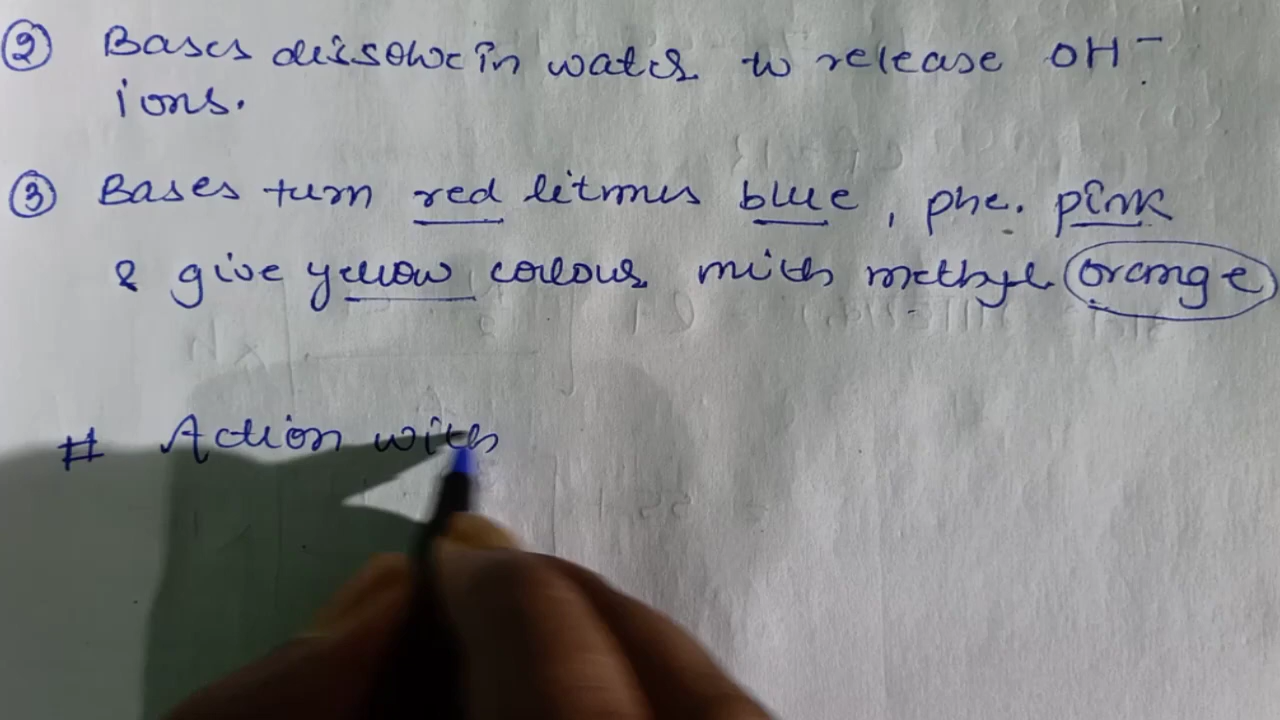 ② Bases dissolve in water to release OH⁻
ions.
③ Bases turn red litmus blue, phe. pink
& give yellow colour with methyl orange
# Action with